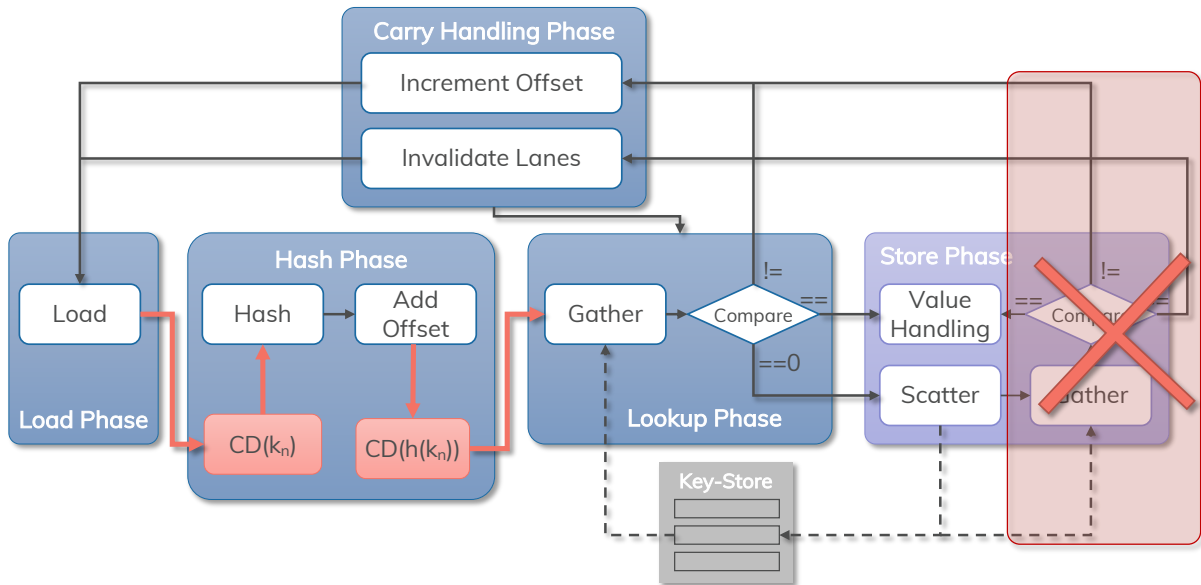 Carry Handling Phase
Increment Offset
Invalidate Lanes
Hash Phase
Store Phase
Load
Hash
Add
Offset
Gather
Compare
!=
==
==0
Value
Handling
==
!=
Scatter
Load Phase
CD(kₙ)
CD(h(kₙ))
Lookup Phase
Key-Store